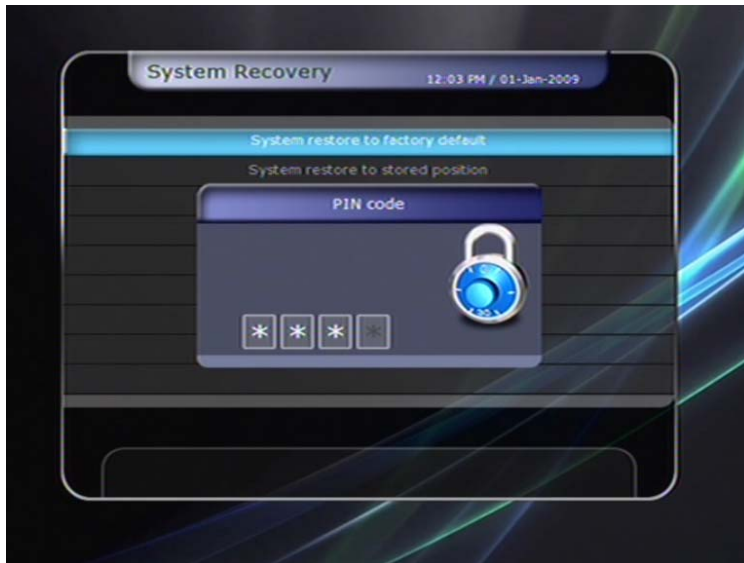 System Recovery
12:03 PM / 01-Jan-2009
System restore to factory default
System restore to stored position
PIN code
* * * *